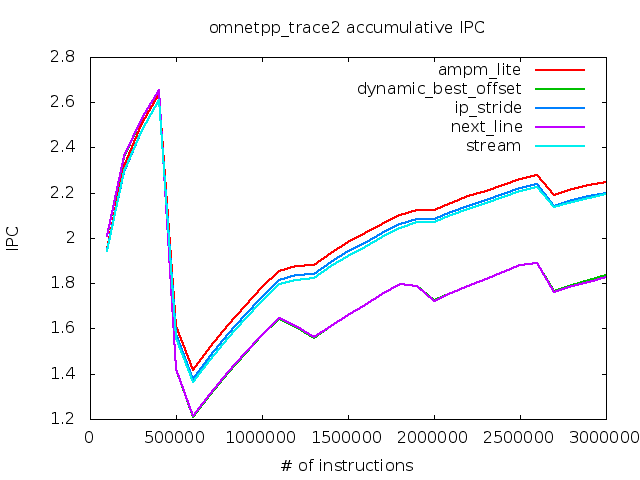 omnetpp_trace2 accumulative IPC
2.8
2.6
2.4
2.2
2
1.8
1.6
1.4
1.2
IPC
ampm_lite
dynamic_best_offset
ip_stride
next_line
stream
0 500000 1000000 1500000 2000000 2500000 3000000
# of instructions